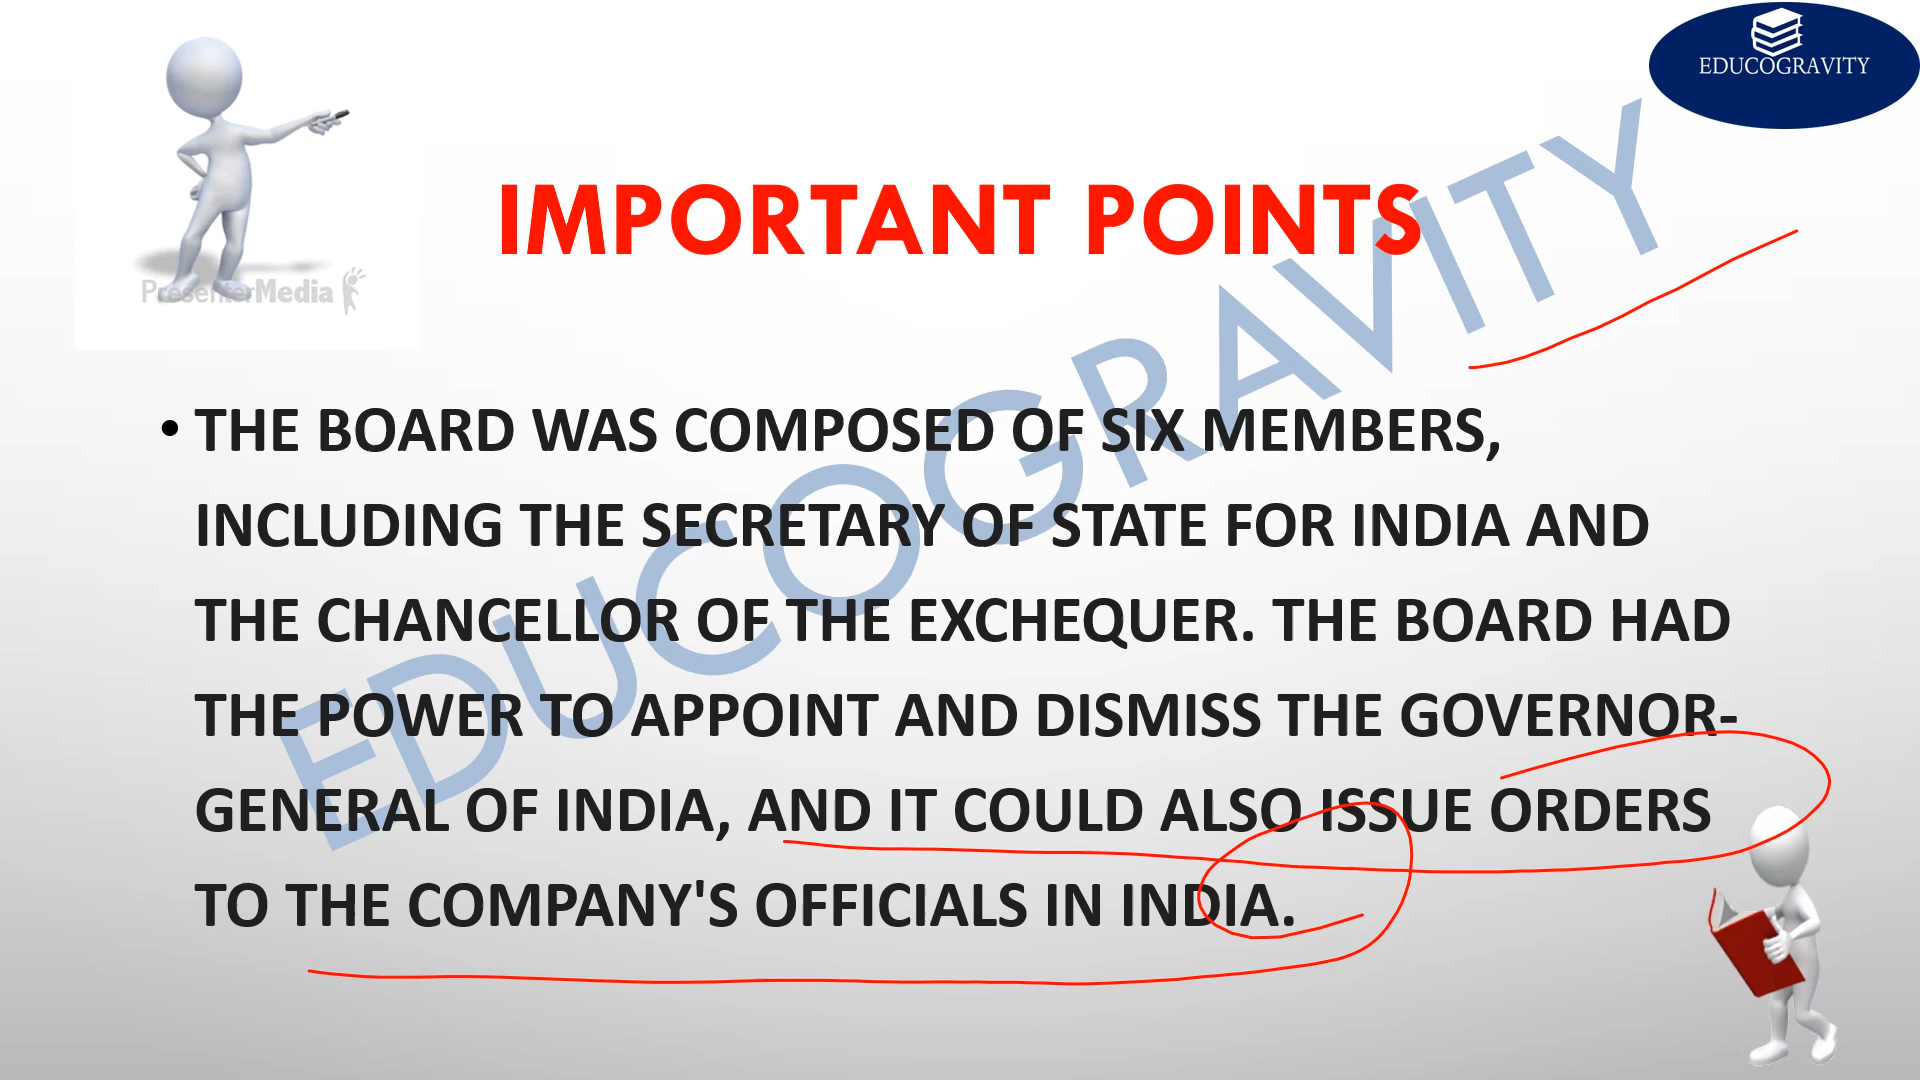 EDUCOGRAVITY
IMPORTANT POINTS
PresenterMedia
EDUCOGRAVITY
• THE BOARD WAS COMPOSED OF SIX MEMBERS,
INCLUDING THE SECRETARY OF STATE FOR INDIA AND
THE CHANCELLOR OF THE EXCHEQUER. THE BOARD HAD
THE POWER TO APPOINT AND DISMISS THE GOVERNOR-
GENERAL OF INDIA, AND IT COULD ALSO ISSUE ORDERS
TO THE COMPANY'S OFFICIALS IN INDIA.